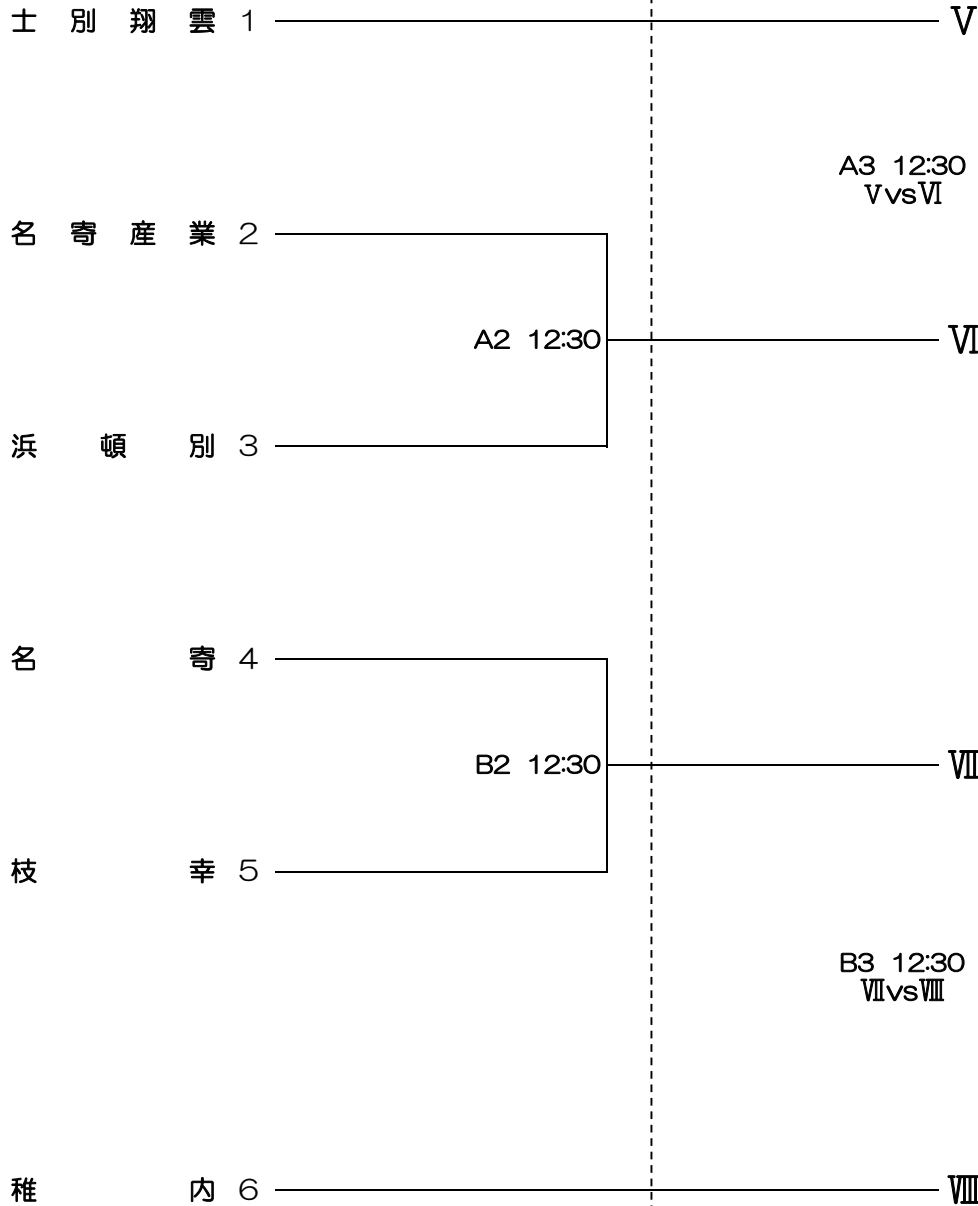 士別翔雲 1 Ⅴ
A3 12:30
ⅤvsⅥ
名寄産業 2
A2 12:30 Ⅵ
浜頓別 3
名寄 4
B2 12:30 Ⅶ
枝幸 5
B3 12:30
ⅦvsⅧ
稚内 6 Ⅷ